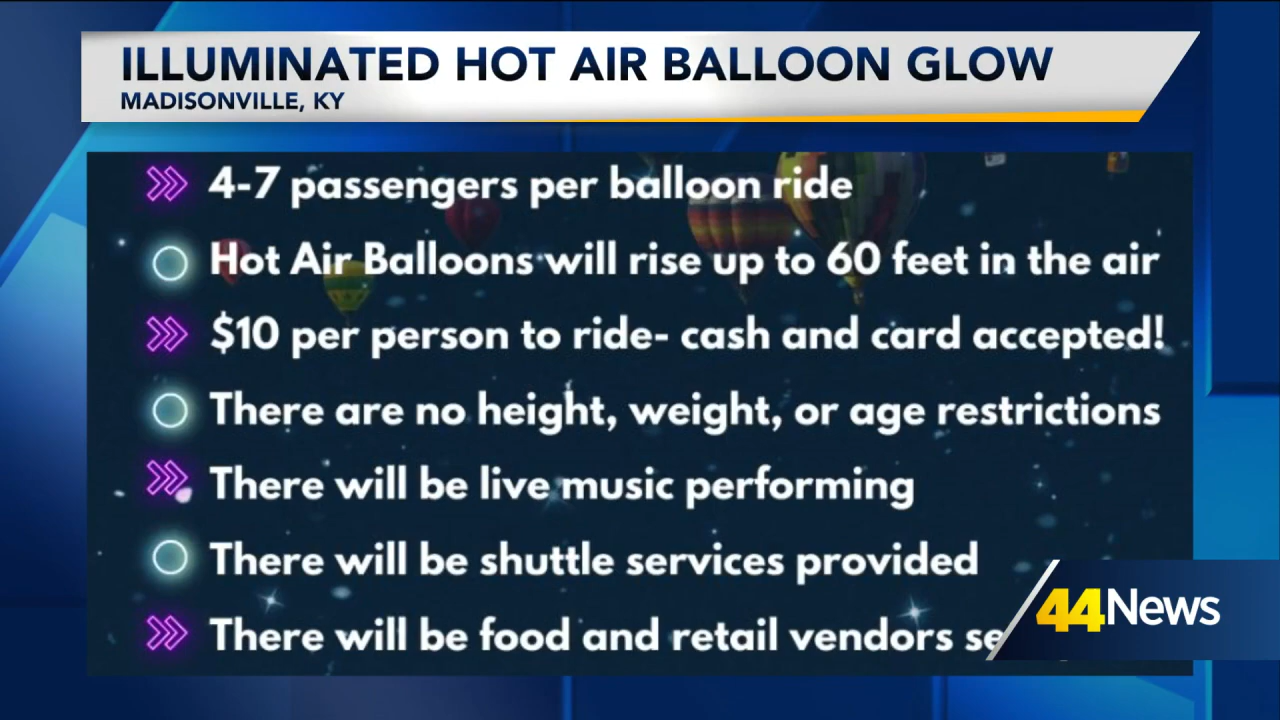 ILLUMINATED HOT AIR BALLOON GLOW
MADISONVILLE, KY
4-7 passengers per balloon ride
Hot Air Balloons will rise up to 60 feet in the air
$10 per person to ride- cash and card accepted!
There are no height, weight, or age restrictions
There will be live music performing
There will be shuttle services provided
There will be food and retail vendors
44News